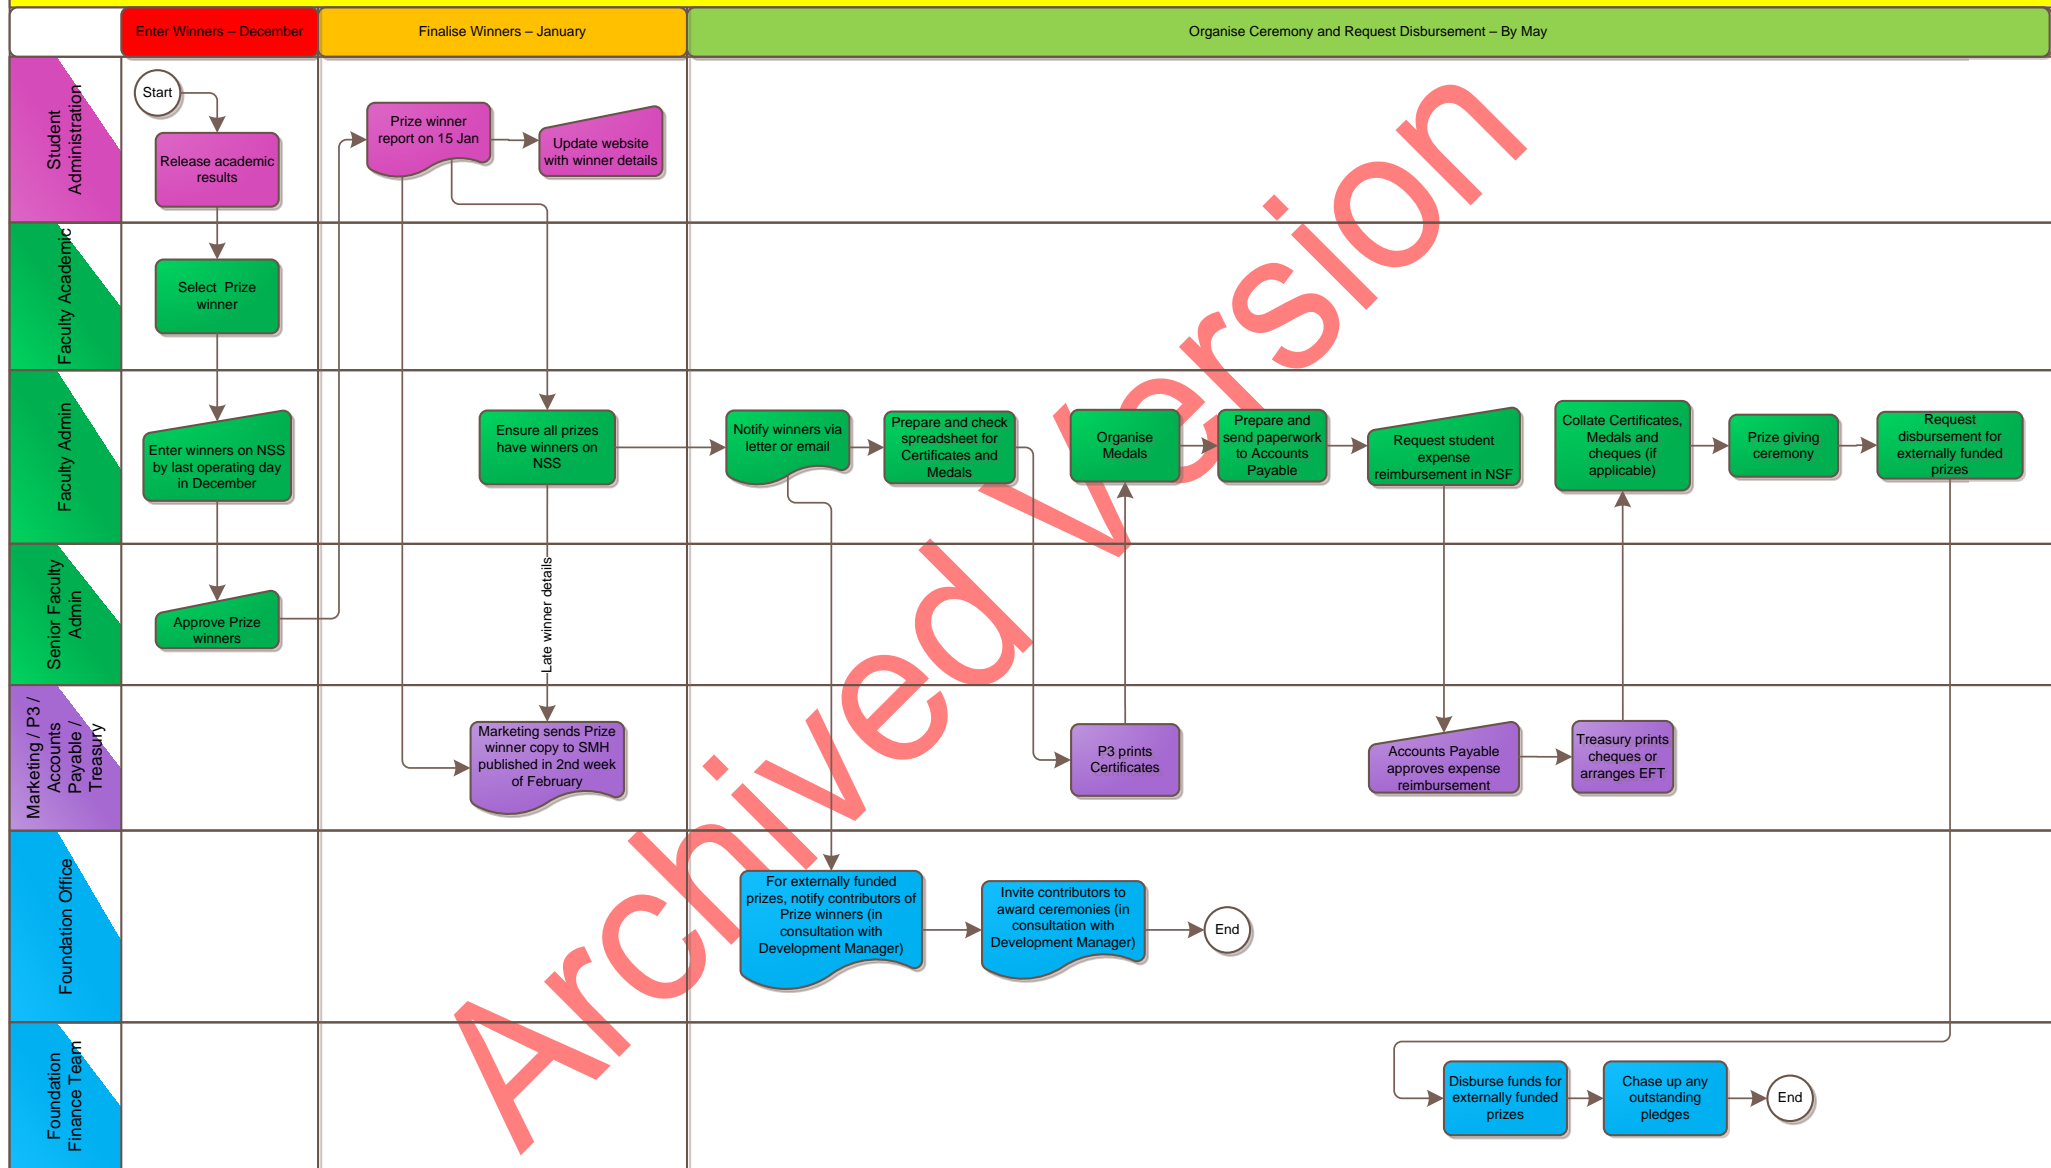 Enter Winners – December
Finalise Winners – January
Organise Ceremony and Request Disbursement – By May
Student
Administration
Start
Release academic
results
Prize winner
report on 15 Jan
Update website
with winner details
Faculty Academic
Select Prize
winner
Faculty Admin
Enter winners on NSS
by last operating day
in December
Ensure all prizes
have winners on
NSS
Notify winners via
letter or email
Prepare and check
spreadsheet for
Certificates and
Medals
Organise
Medals
Prepare and
send paperwork
to Accounts
Payable
Request student
expense
reimbursement in NSF
Collate Certificates,
Medals and
cheques (if
applicable)
Prize giving
ceremony
Request
disbursement for
externally funded
prizes
Senior Faculty
Admin
Approve Prize
winners
Late winner details
Marketing / P3 /
Accounts
Payable /
Treasury
Marketing sends Prize
winner copy to SMH
published in 2nd week
of February
P3 prints
Certificates
Accounts Payable
approves expense
reimbursement
Treasury prints
cheques or
arranges EFT
Foundation Office
For externally funded
prizes, notify contributors of
Prize winners (in
consultation with
Development Manager)
Invite contributors to
award ceremonies (in
consultation with
Development Manager)
End
Foundation
Finance Team
Disburse funds for
externally funded
prizes
Chase up any
outstanding
pledges
End
Archived version